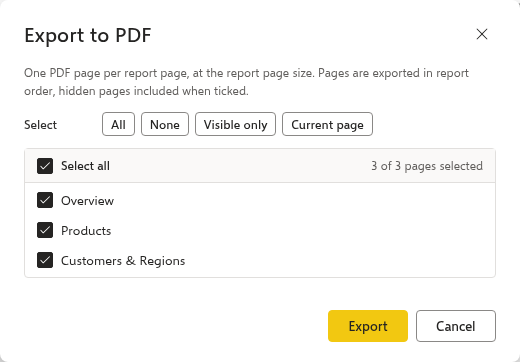 Export to PDF
One PDF page per report page, at the report page size. Pages are exported in report
order, hidden pages included when ticked.
Select All None Visible only Current page
Select all 3 of 3 pages selected
Overview
Products
Customers & Regions
Export Cancel